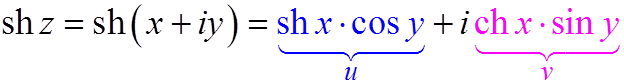 sh z = sh(x + iy) = sh x · cos y + i ch x · sin y
u v